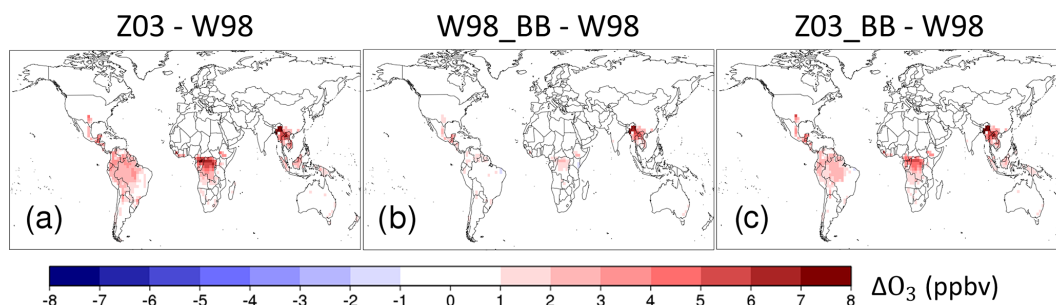 Z03 - W98 W98_BB - W98 Z03_BB - W98
(a) (b) (c)
-8 -7 -6 -5 -4 -3 -2 -1 0 1 2 3 4 5 6 7 8 ΔO₃ (ppbv)